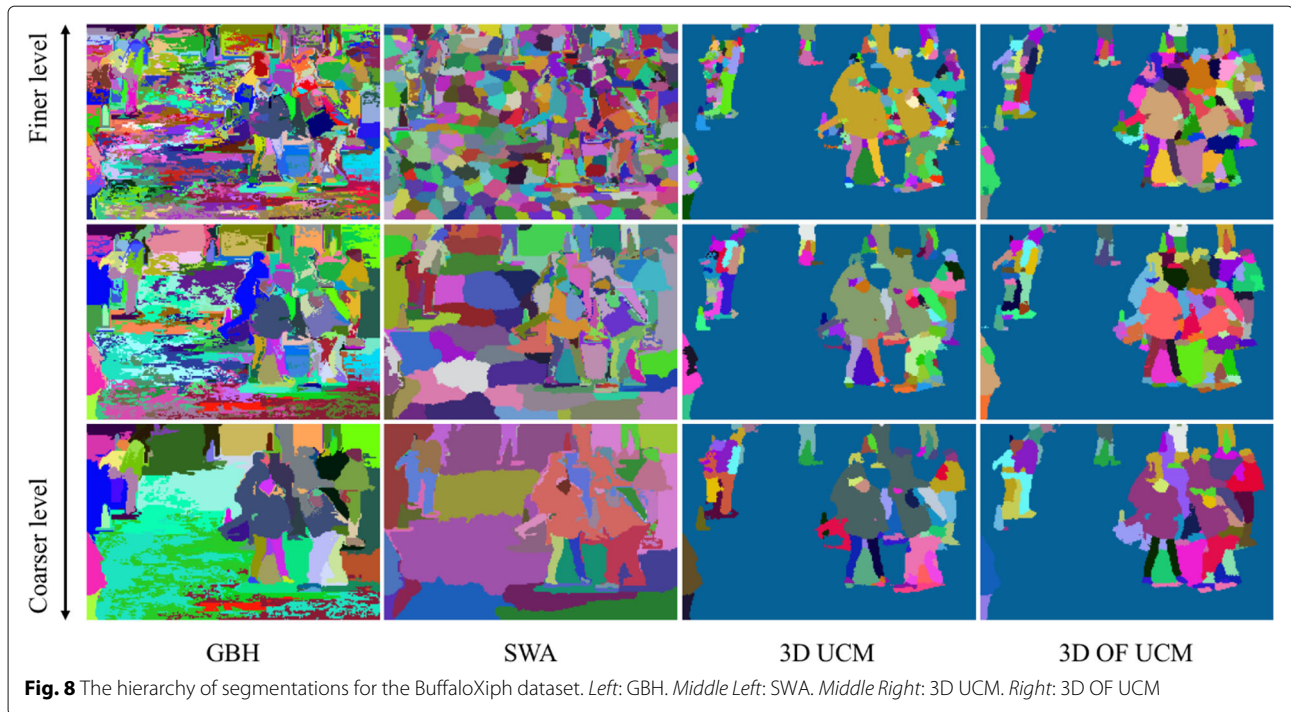 Finer level
Coarser level
GBH
SWA
3D UCM
3D OF UCM
Fig. 8 The hierarchy of segmentations for the BuffaloXiph dataset. Left: GBH. Middle Left: SWA. Middle Right: 3D UCM. Right: 3D OF UCM